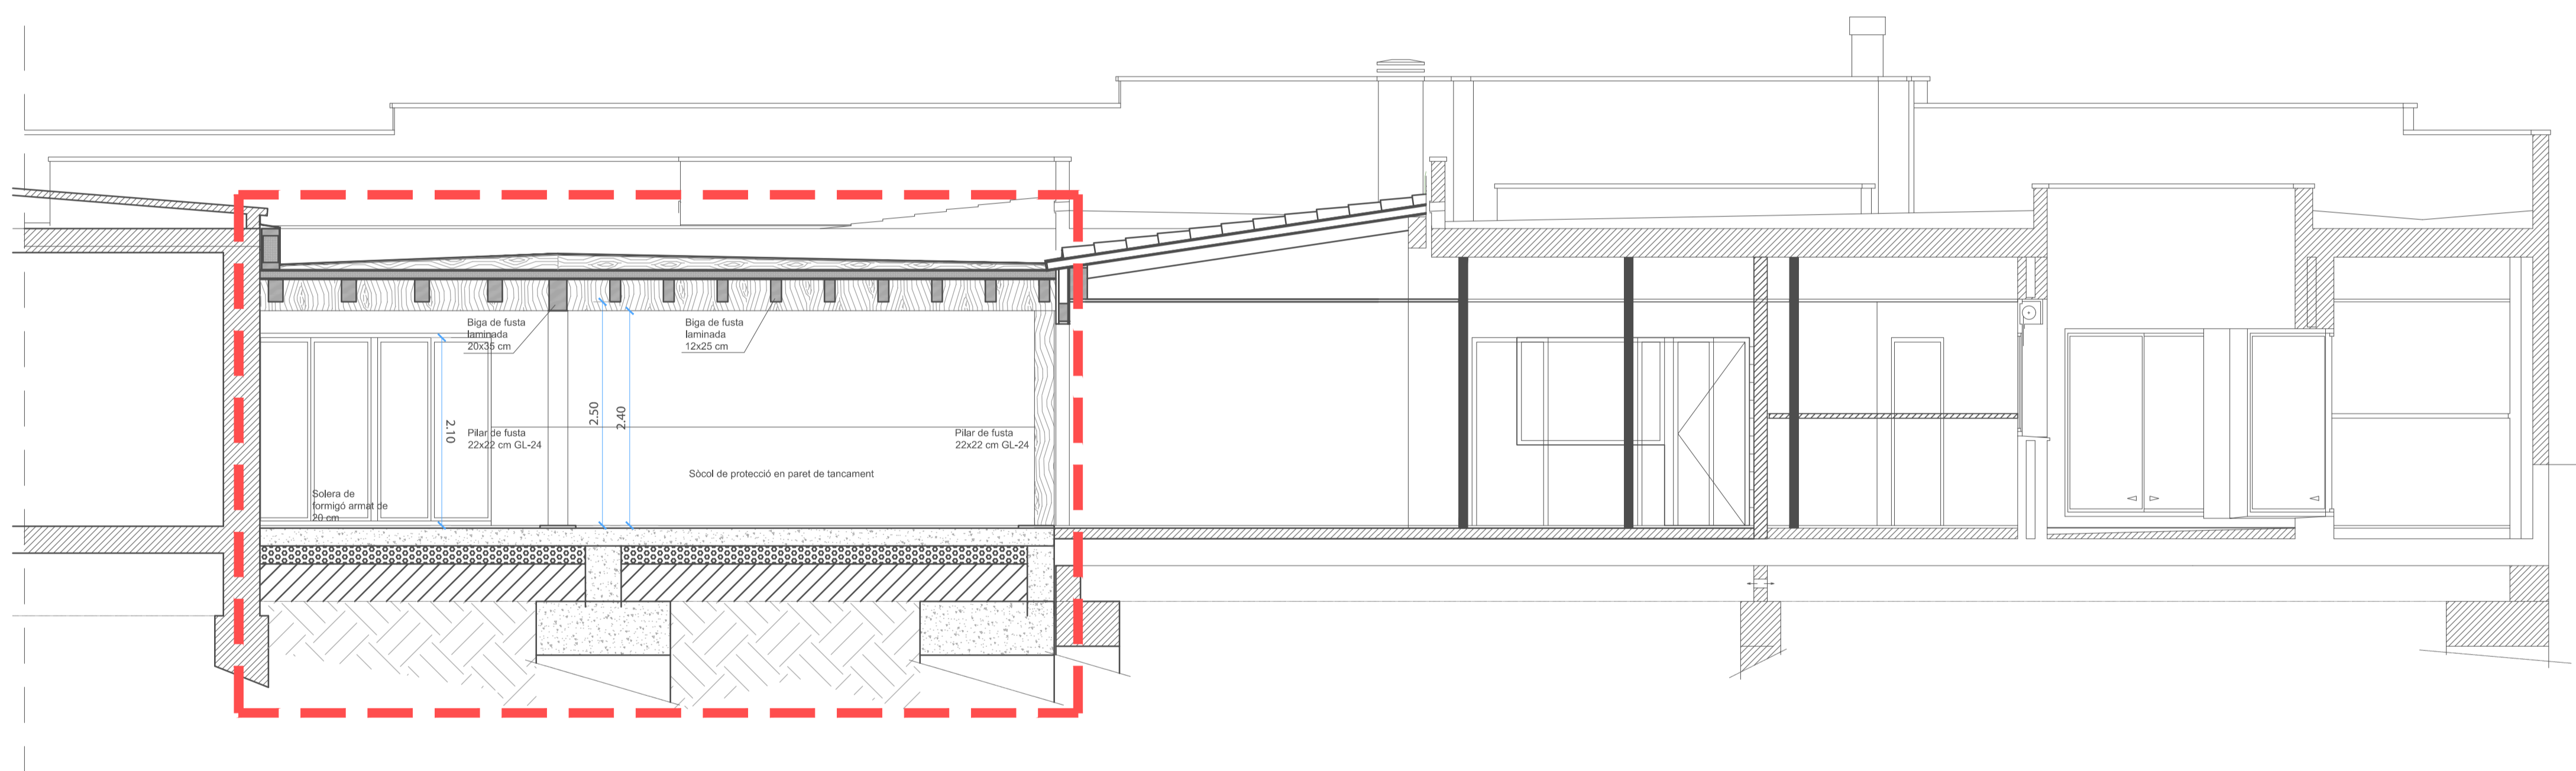 Biga de fusta
laminada
20x35 cm
Biga de fusta
laminada
12x25 cm
2.10
2.50
2.40
Pilar de fusta
22x22 cm GL-24
Pilar de fusta
22x22 cm GL-24
Sòcol de protecció en paret de tancament
Solera de
formigó armat de
20 cm